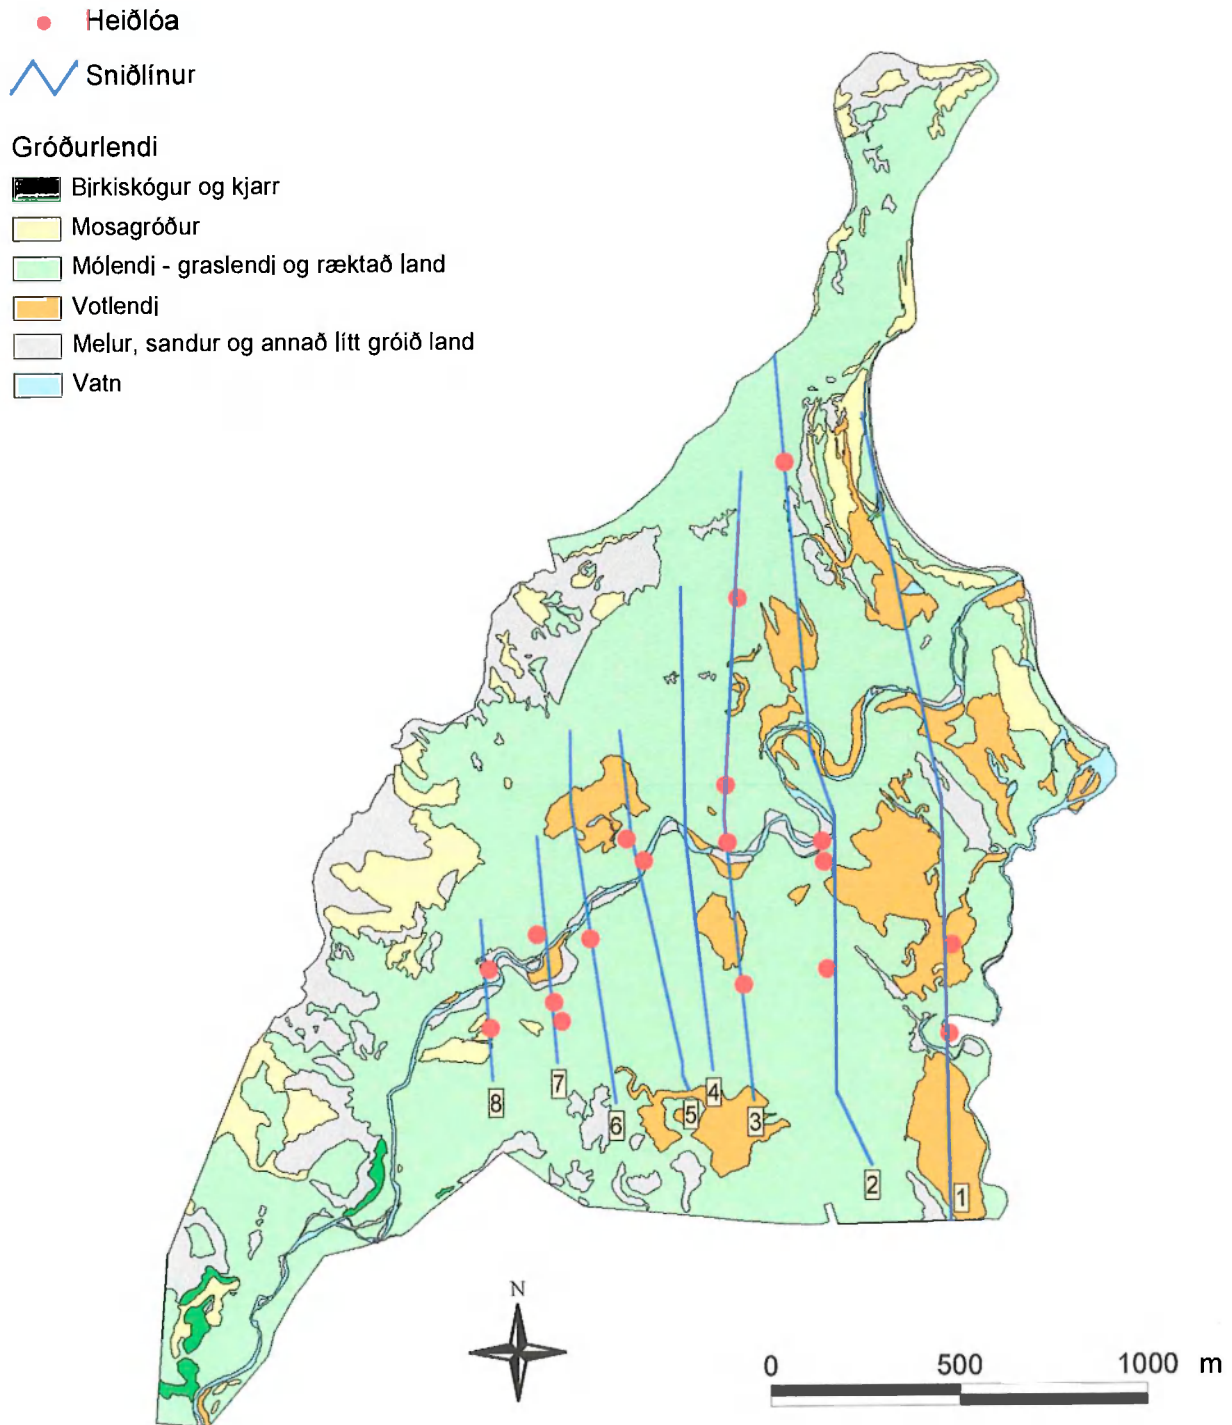 Heiðlóa
Sniðlínur
Gróðurlendi
Birkiskógur og kjarr
Mosagróður
Mólendi - graslendi og ræktað land
Votlendi
Melur, sandur og annað lítt gróið land
Vatn
8
7
6
5
4
3
2
1
N
0 500 1000 m